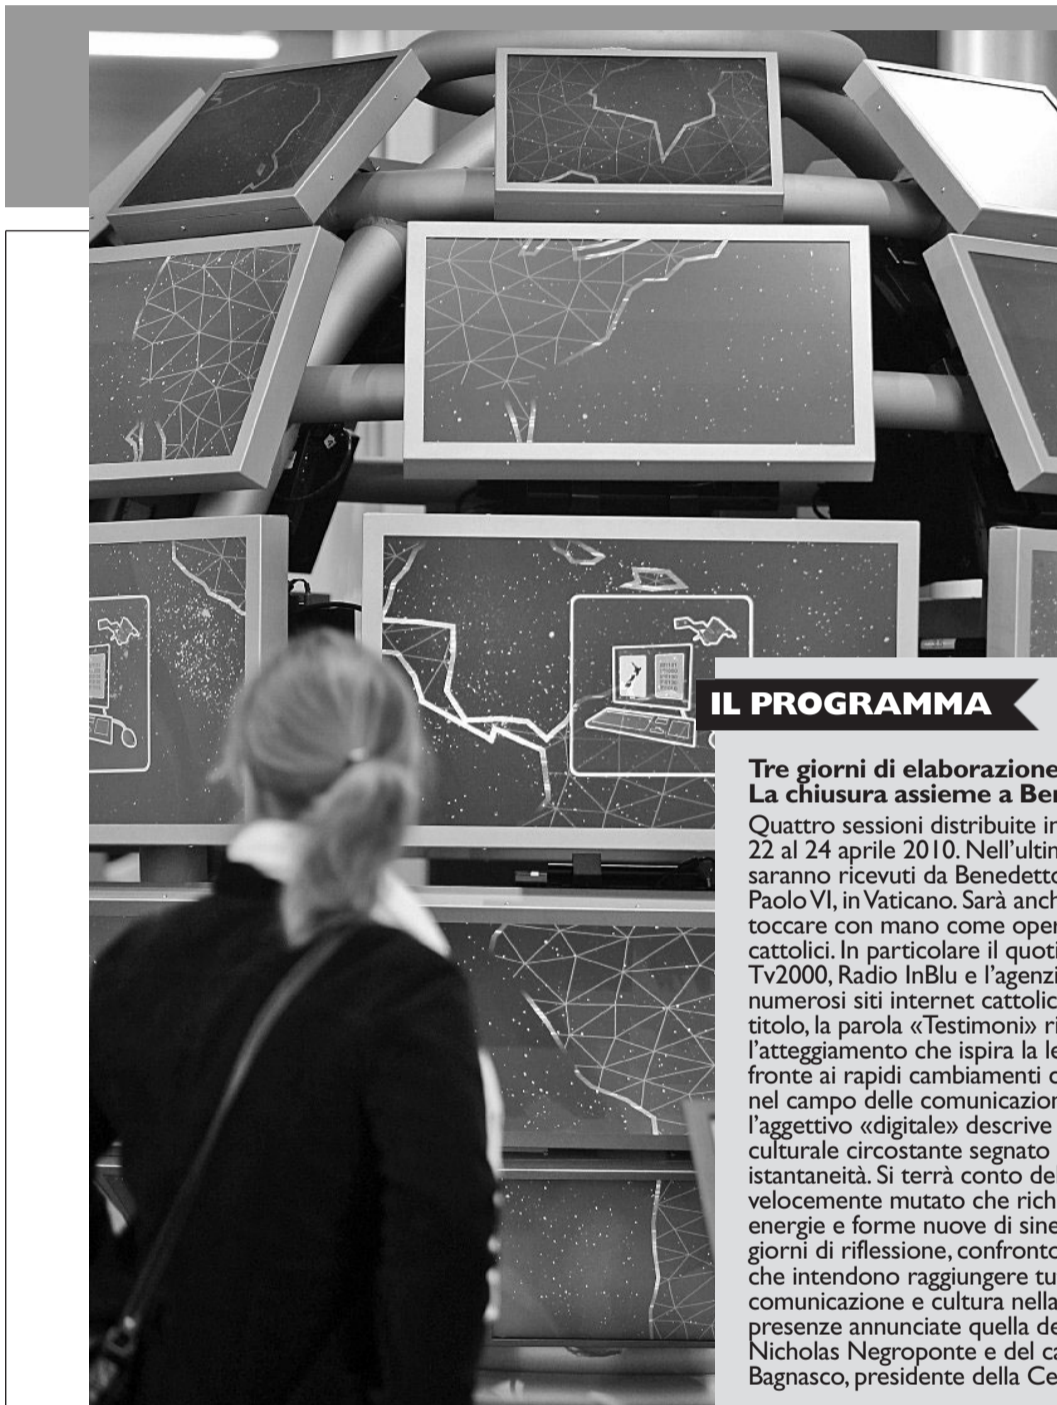 IL PROGRAMMA
Tre giorni di elaborazione
La chiusura assieme a
Quattro sessioni distribuite
22 al 24 aprile 2010. Nell'
saranno ricevuti da Benedetto
Paolo VI, in Vaticano. Sarà
toccare con mano come
cattolici. In particolare il
Tv2000, Radio InBlu e
numerosi siti internet
titolo, la parola «Testimoni»
l'atteggiamento che ispira la
fronte ai rapidi cambiamenti
nel campo delle
l'aggettivo «digitale» descrive
culturale circostante segnato
istantaneità. Si terrà conto
velocemente mutato che
energie e forme nuove di
giorni di riflessione, confronto
che intendono raggiungere
comunicazione e cultura nella
presenze annunciate quella
Nicholas Negroponte e del
Bagnasco, presidente della